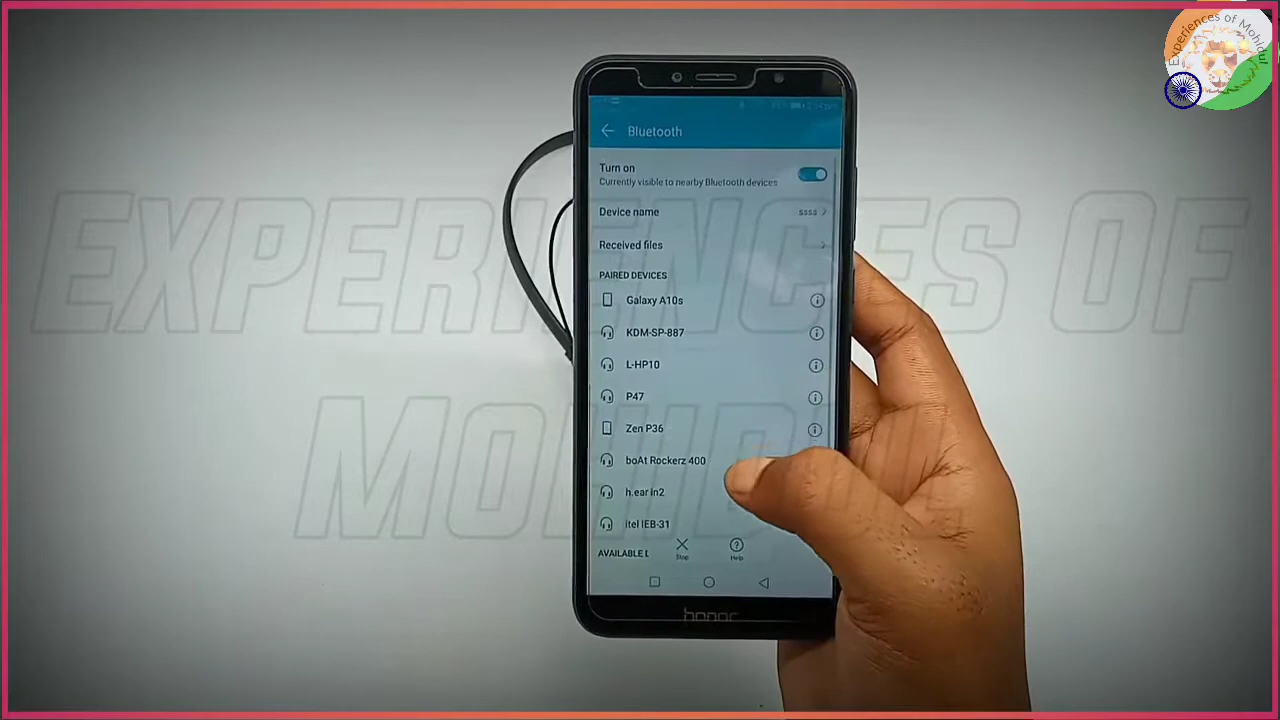 Experiences of Mohidul
Bluetooth
Turn on
Currently visible to nearby Bluetooth devices
Device name ssss
Received files
PAIRED DEVICES
Galaxy A10s
KDM-SP-887
L-HP10
P47
Zen P36
boAt Rockerz 400
h.ear in2
itel IEB-31
AVAILABLE
Stop
Help
honor
EXPERIENCES OF